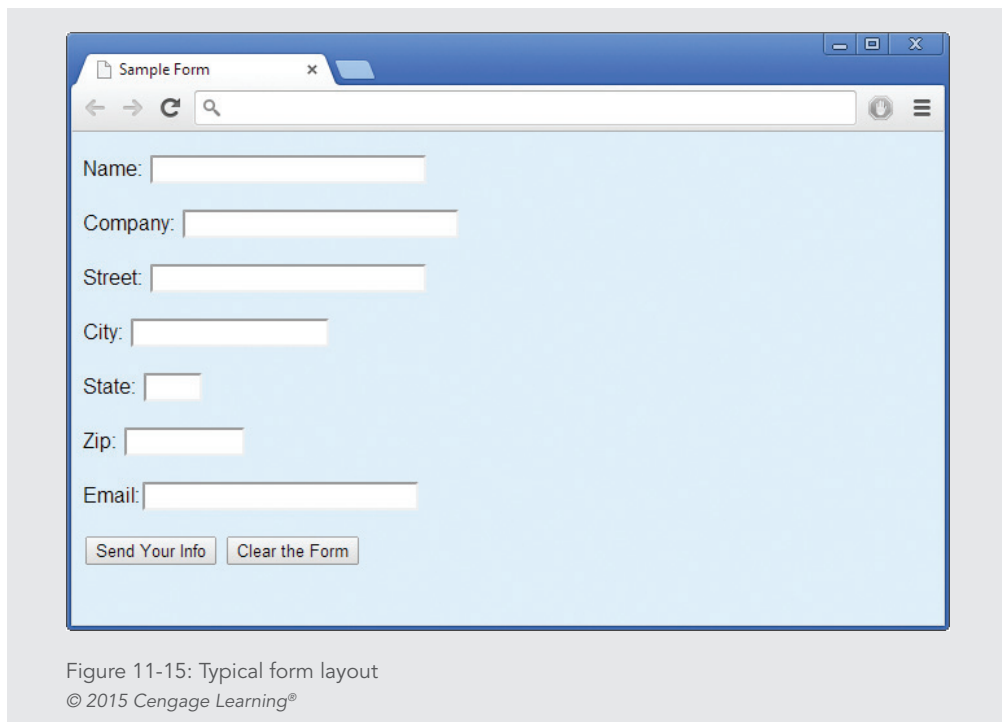 Sample Form
Name:
Company:
Street:
City:
State:
Zip:
Email:
Send Your Info Clear the Form
Figure 11-15: Typical form layout
© 2015 Cengage Learning®